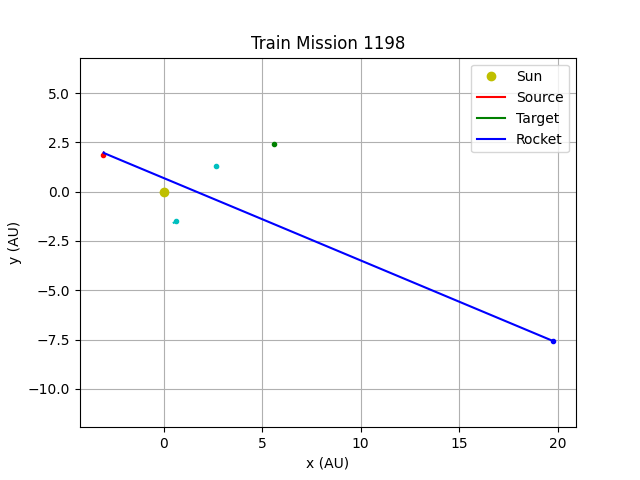 Train Mission 1198
Sun
Source
Target
Rocket
5.0
2.5
0.0
−2.5
−5.0
−7.5
−10.0
y (AU)
0 5 10 15 20
x (AU)